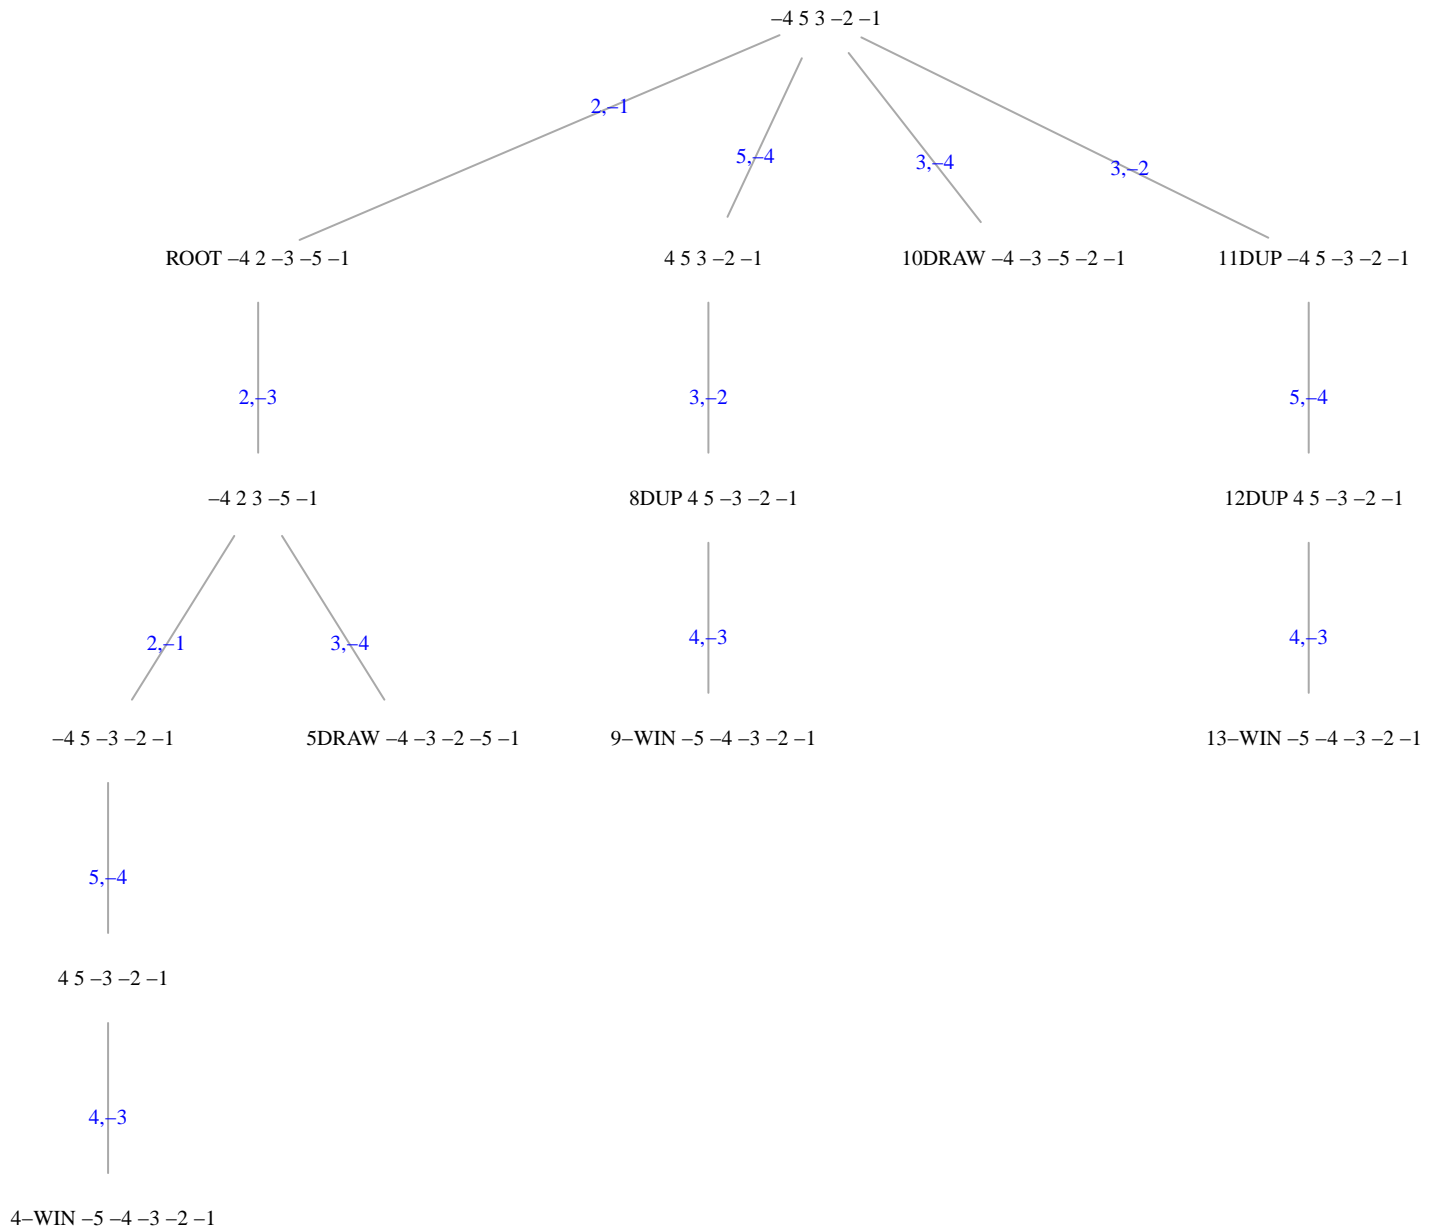 –4 5 3 –2 –1
2,–1
5,–4
3,–4
3,–2
ROOT –4 2 –3 –5 –1
4 5 3 –2 –1
10DRAW –4 –3 –5 –2 –1
11DUP –4 5 –3 –2 –1
2,–3
3,–2
5,–4
–4 2 3 –5 –1
8DUP 4 5 –3 –2 –1
12DUP 4 5 –3 –2 –1
2,–1
3,–4
4,–3
4,–3
–4 5 –3 –2 –1
5DRAW –4 –3 –2 –5 –1
9–WIN –5 –4 –3 –2 –1
13–WIN –5 –4 –3 –2 –1
5,–4
4 5 –3 –2 –1
4,–3
4–WIN –5 –4 –3 –2 –1